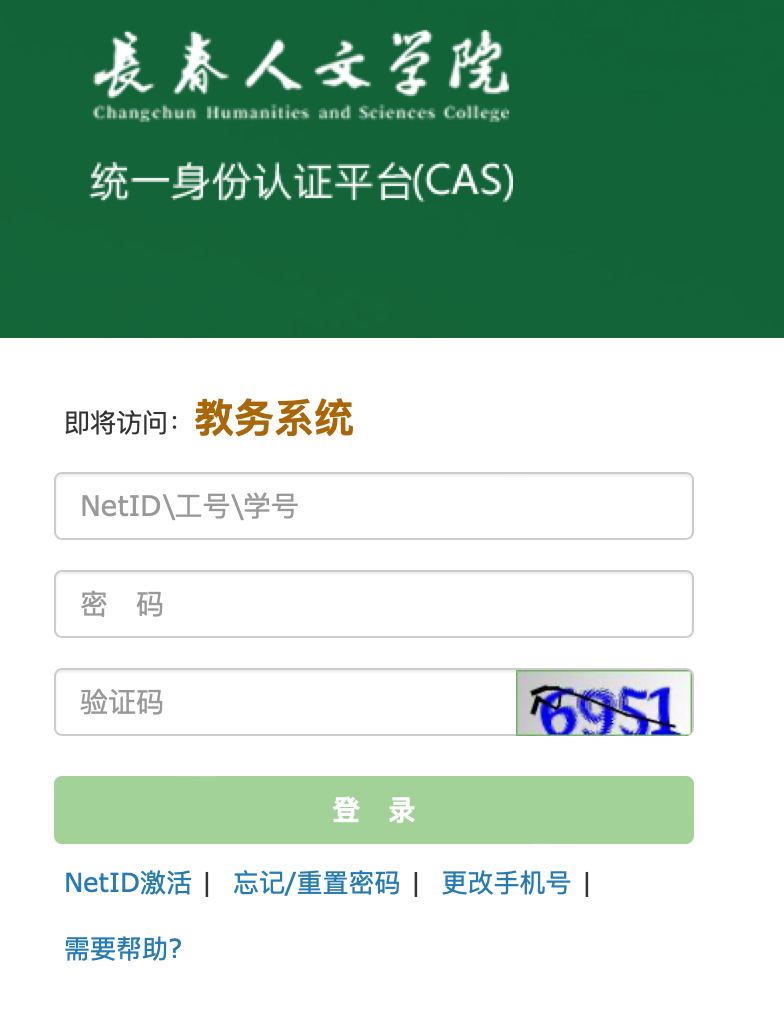 長春人文学院
Changchun Humanities and Sciences College
统一身份认证平台(CAS)
即将访问：教务系统
NetID\工号\学号
密 码
验证码
6951
登 录
NetID激活 | 忘记/重置密码 | 更改手机号 |
需要帮助?